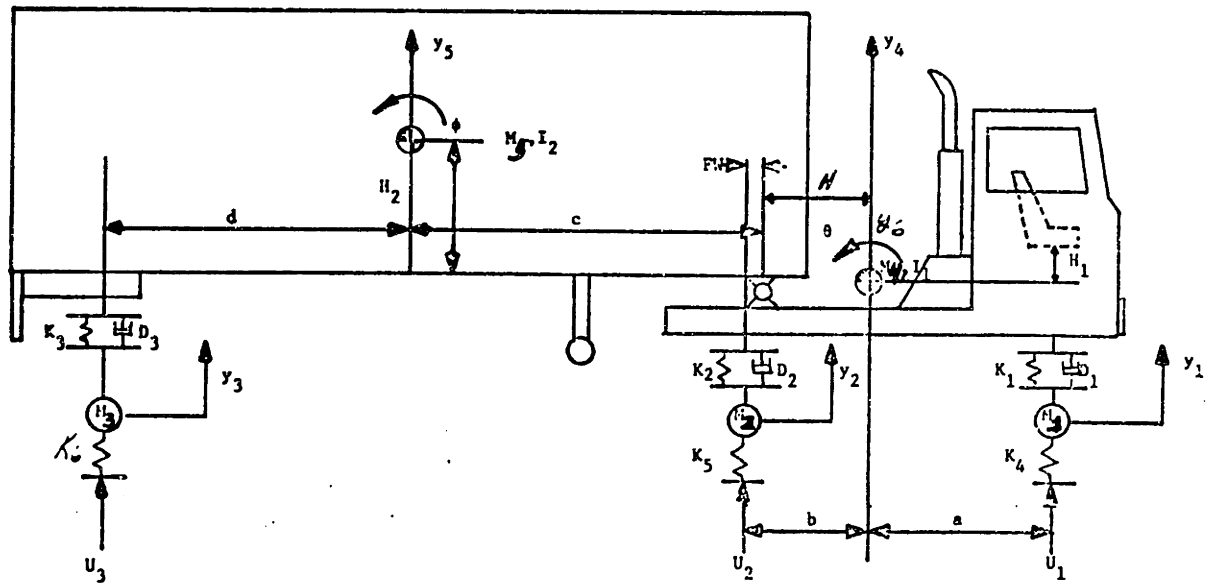 y₅
y₄
φ
I₂
H₂
d
c
N
θ
I₁
H₁
K₃
D₃
y₃
K₂
D₂
y₂
K₁
D₁
y₁
K₅
K₄
b
a
U₃
U₂
U₁